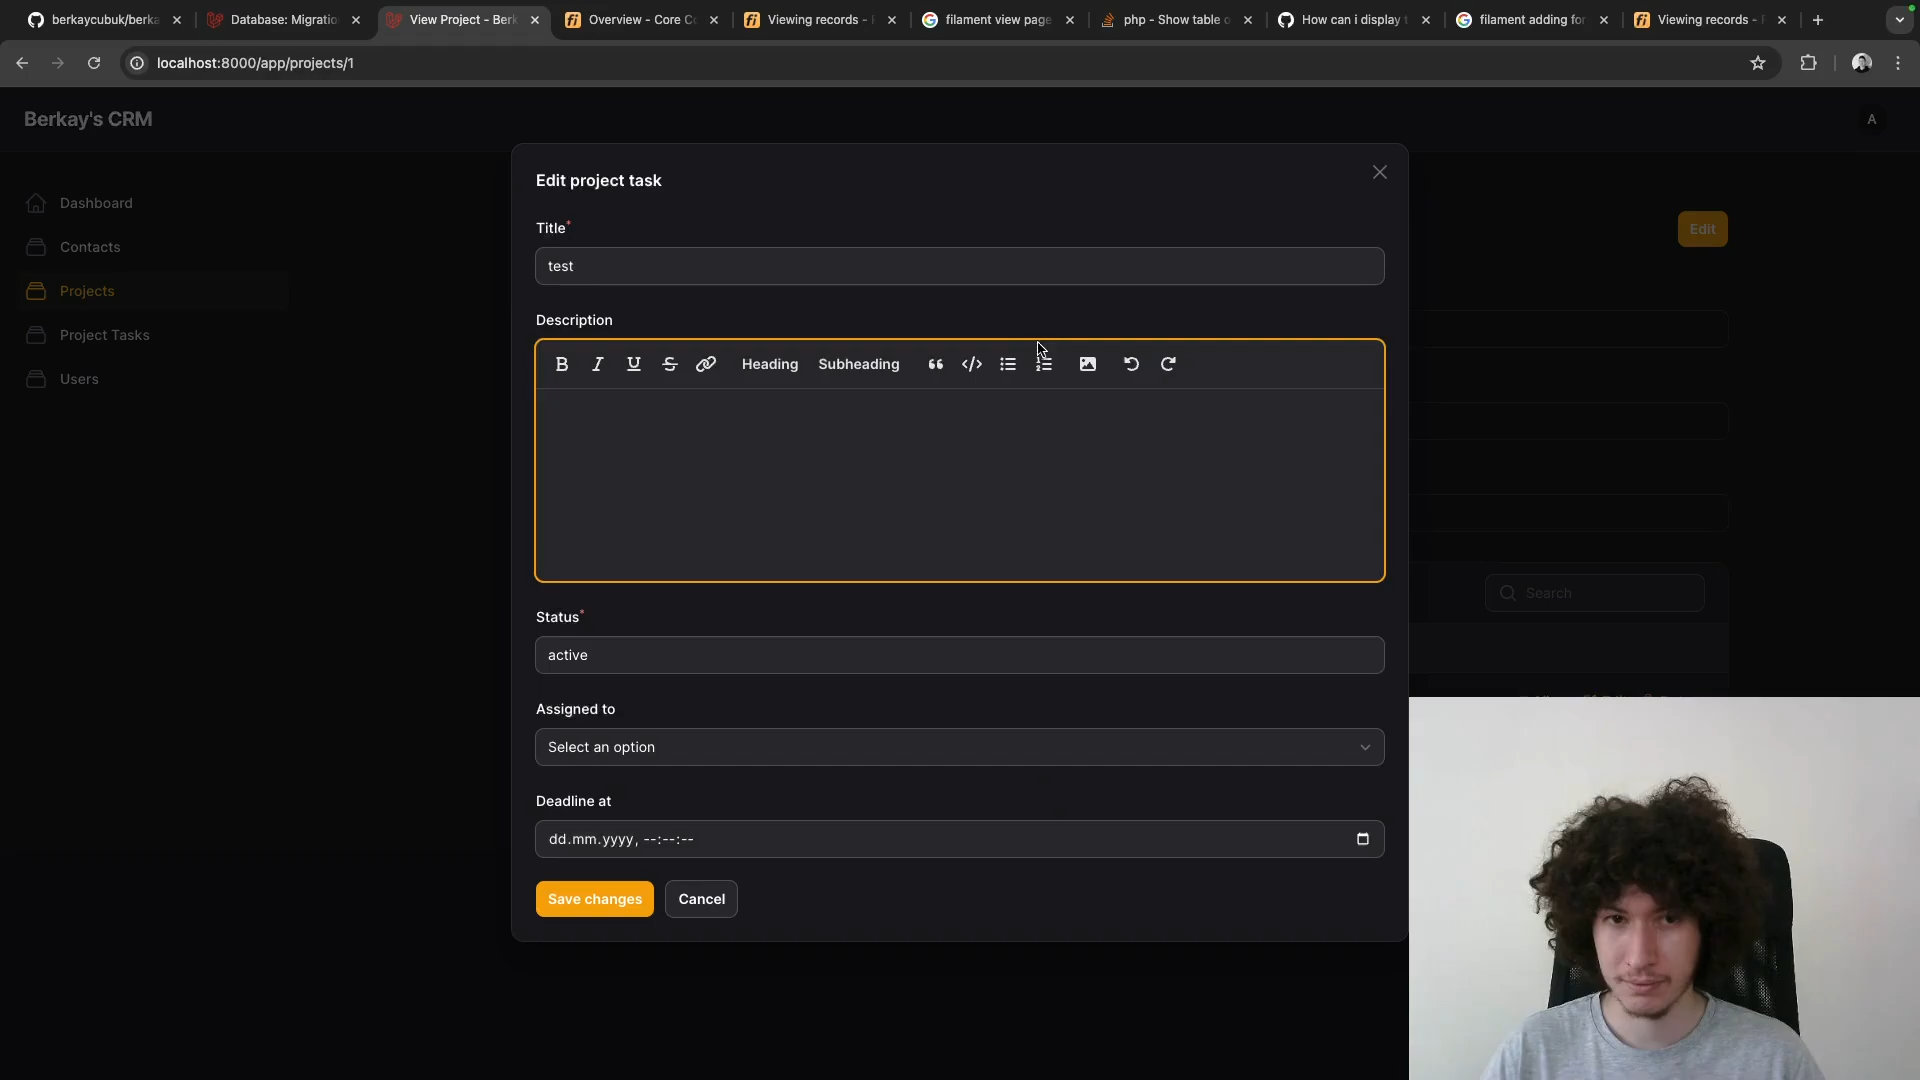 berkaycubuk/berka
Database: Migratio
View Project - Berk
Overview - Core Co
Viewing records - F
filament view page
php - Show table o
How can i display t
filament adding for
Viewing records - F
localhost:8000/app/projects/1
Berkay's CRM
A
Dashboard
Contacts
Projects
Project Tasks
Users
Edit
Search
Edit project task
Title*
test
Description
Heading
Subheading
Status*
active
Assigned to
Select an option
Deadline at
dd.mm.yyyy, --:--:--
Save changes
Cancel